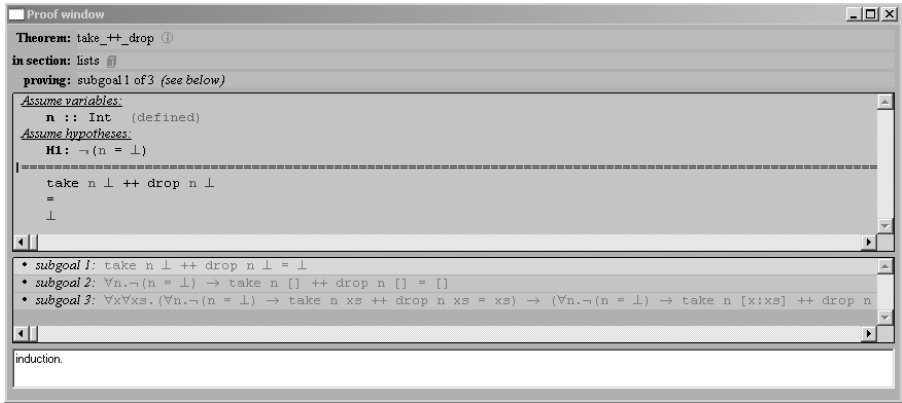 Proof window
Theorem: take_++_drop
in section: lists
proving: subgoal 1 of 3 (see below)
Assume variables:
n :: Int (defined)
Assume hypotheses:
H1: ¬(n = ⊥)
take n ⊥ ++ drop n ⊥
=
⊥
• subgoal 1: take n ⊥ ++ drop n ⊥ = ⊥
• subgoal 2: ∀n.¬(n = ⊥) → take n [] ++ drop n [] = []
• subgoal 3: ∀x∀xs.(∀n.¬(n = ⊥) → take n xs ++ drop n xs = xs) → (∀n.¬(n = ⊥) → take n [x:xs] ++ drop n
induction.